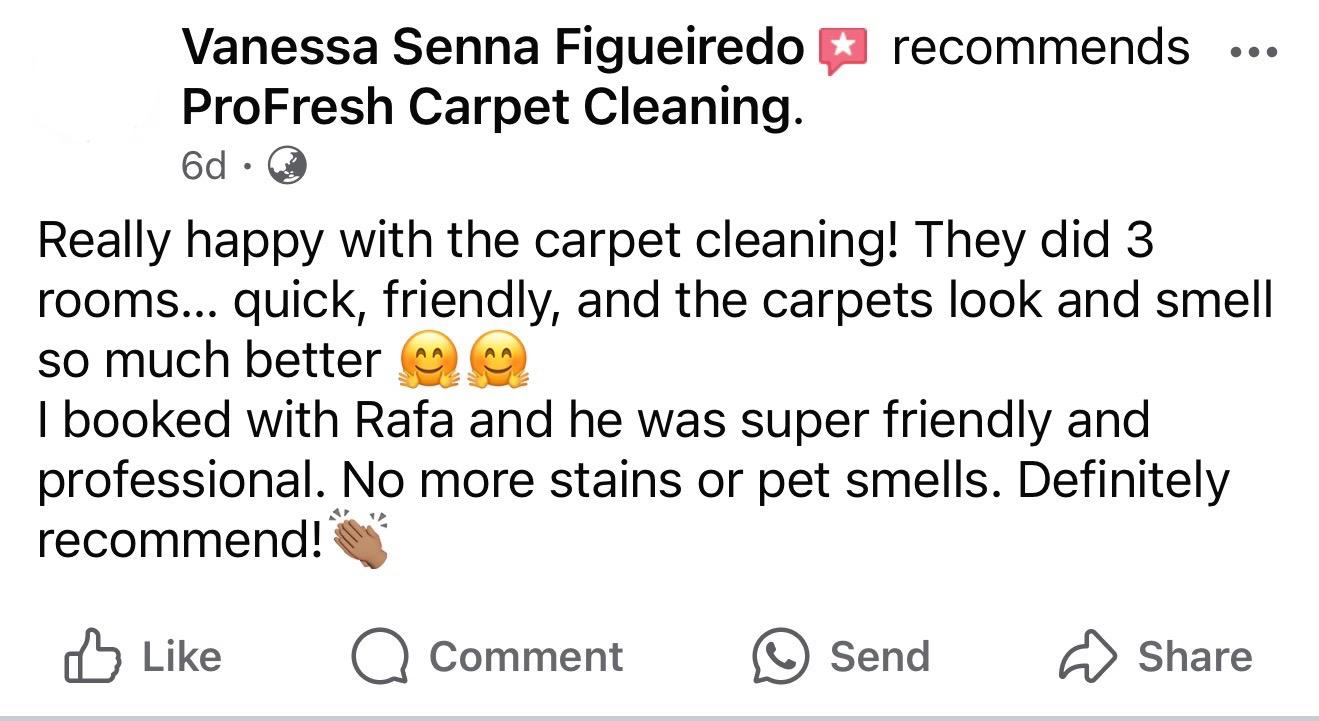 Vanessa Senna Figueiredo recommends
ProFresh Carpet Cleaning.
6d ·
Really happy with the carpet cleaning! They did 3
rooms... quick, friendly, and the carpets look and smell
so much better 🤗🤗
I booked with Rafa and he was super friendly and
professional. No more stains or pet smells. Definitely
recommend!👏🏽
Like Comment Send Share